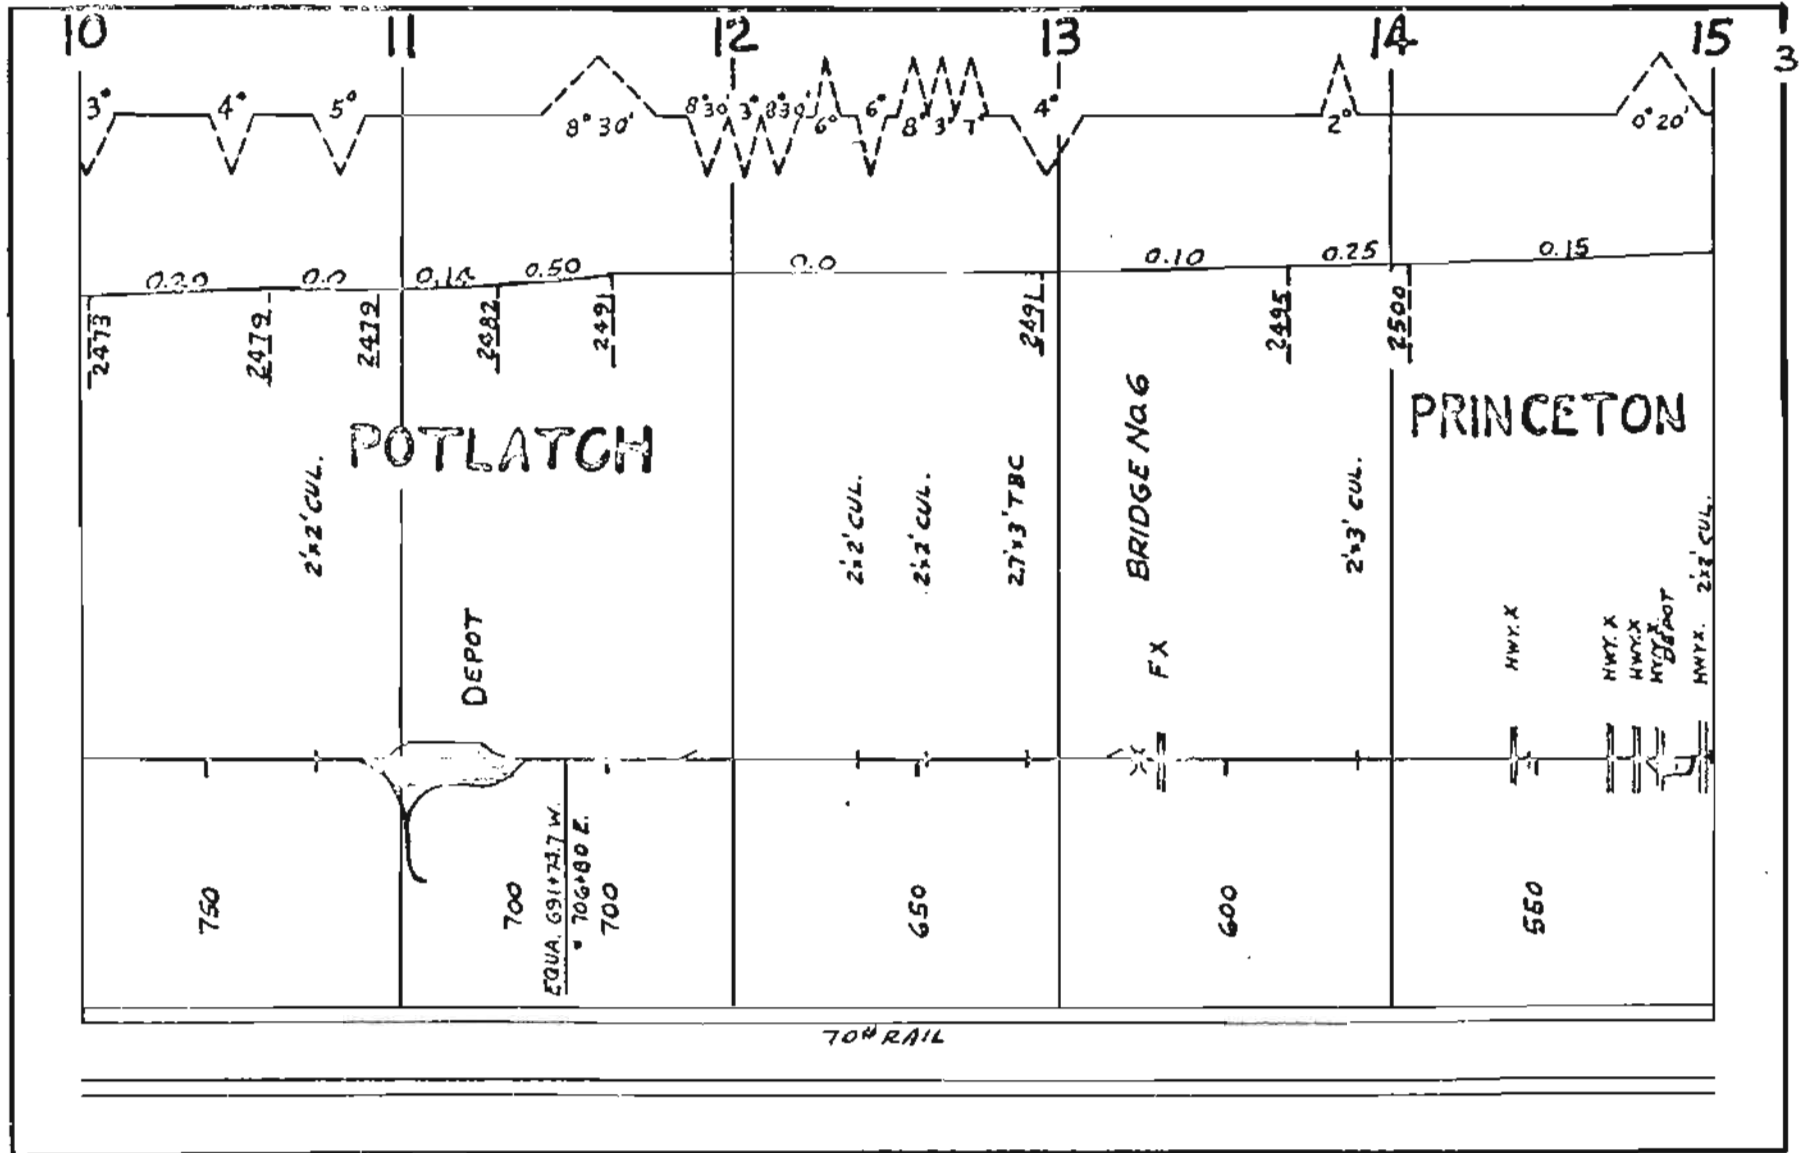 10 11 12 13 14 15
3
3° 4° 5° 8°30' 8°30' 3° 8°30' 6° 6° 8° 3° 7° 4° 2° 0°20'
0.20 0.0 0.50 0.0 0.10 0.25 0.15
2473 2479 2479 2482 2491 2491 2495 2500
POTLATCH
PRINCETON
2'x2' CUL.
2'x2' CUL.
2'x2' CUL.
2.7'x3' TBC
BRIDGE No. 6
2'x3' CUL.
2'x2' CUL.
DEPOT
FX
HWY.X
HWY.X
HWY.X
HWY.X
DEPOT
HWY.X.
750
700
EQUA. 691+73.7 W.
= 706+80 E.
700
650
600
550
70# RAIL